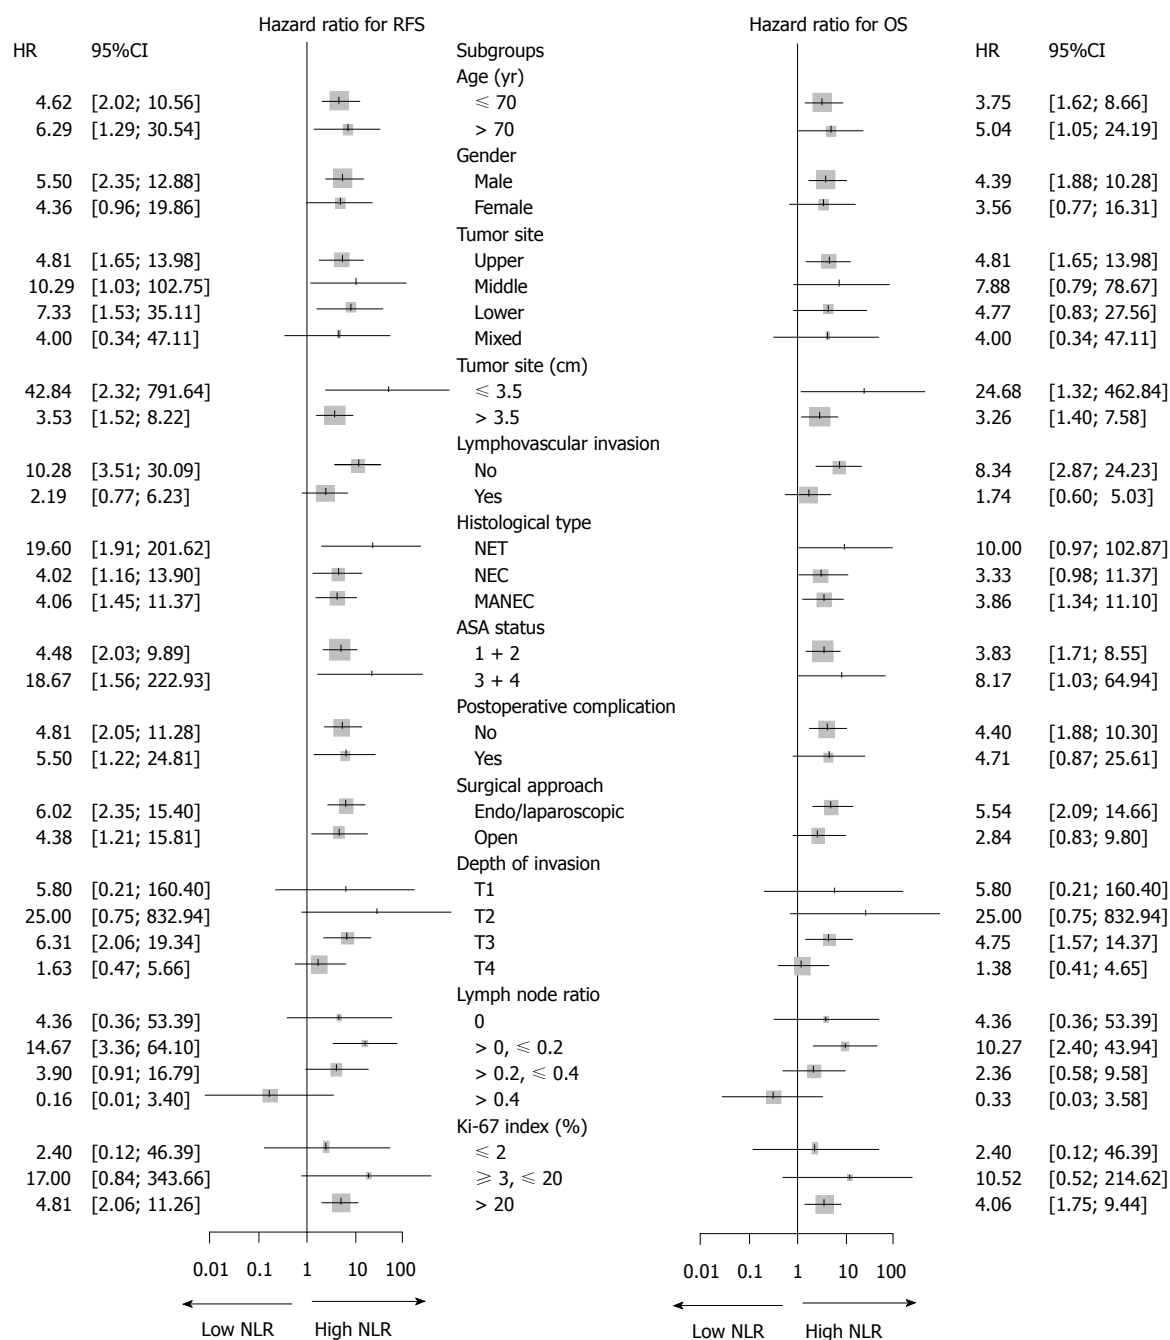 Hazard ratio for RFS Hazard ratio for OS
HR 95%CI Subgroups HR 95%CI
Age (yr)
4.62 [2.02; 10.56] ≤ 70 3.75 [1.62; 8.66]
6.29 [1.29; 30.54] > 70 5.04 [1.05; 24.19]
Gender
5.50 [2.35; 12.88] Male 4.39 [1.88; 10.28]
4.36 [0.96; 19.86] Female 3.56 [0.77; 16.31]
Tumor site
4.81 [1.65; 13.98] Upper 4.81 [1.65; 13.98]
10.29 [1.03; 102.75] Middle 7.88 [0.79; 78.67]
7.33 [1.53; 35.11] Lower 4.77 [0.83; 27.56]
4.00 [0.34; 47.11] Mixed 4.00 [0.34; 47.11]
Tumor site (cm)
42.84 [2.32; 791.64] ≤ 3.5 24.68 [1.32; 462.84]
3.53 [1.52; 8.22] > 3.5 3.26 [1.40; 7.58]
Lymphovascular invasion
10.28 [3.51; 30.09] No 8.34 [2.87; 24.23]
2.19 [0.77; 6.23] Yes 1.74 [0.60; 5.03]
Histological type
19.60 [1.91; 201.62] NET 10.00 [0.97; 102.87]
4.02 [1.16; 13.90] NEC 3.33 [0.98; 11.37]
4.06 [1.45; 11.37] MANEC 3.86 [1.34; 11.10]
ASA status
4.48 [2.03; 9.89] 1 + 2 3.83 [1.71; 8.55]
18.67 [1.56; 222.93] 3 + 4 8.17 [1.03; 64.94]
Postoperative complication
4.81 [2.05; 11.28] No 4.40 [1.88; 10.30]
5.50 [1.22; 24.81] Yes 4.71 [0.87; 25.61]
Surgical approach
6.02 [2.35; 15.40] Endo/laparoscopic 5.54 [2.09; 14.66]
4.38 [1.21; 15.81] Open 2.84 [0.83; 9.80]
Depth of invasion
5.80 [0.21; 160.40] T1 5.80 [0.21; 160.40]
25.00 [0.75; 832.94] T2 25.00 [0.75; 832.94]
6.31 [2.06; 19.34] T3 4.75 [1.57; 14.37]
1.63 [0.47; 5.66] T4 1.38 [0.41; 4.65]
Lymph node ratio
4.36 [0.36; 53.39] 0 4.36 [0.36; 53.39]
14.67 [3.36; 64.10] > 0, ≤ 0.2 10.27 [2.40; 43.94]
3.90 [0.91; 16.79] > 0.2, ≤ 0.4 2.36 [0.58; 9.58]
0.16 [0.01; 3.40] > 0.4 0.33 [0.03; 3.58]
Ki-67 index (%)
2.40 [0.12; 46.39] ≤ 2 2.40 [0.12; 46.39]
17.00 [0.84; 343.66] ≥ 3, ≤ 20 10.52 [0.52; 214.62]
4.81 [2.06; 11.26] > 20 4.06 [1.75; 9.44]
0.01 0.1 1 10 100 0.01 0.1 1 10 100
Low NLR High NLR Low NLR High NLR